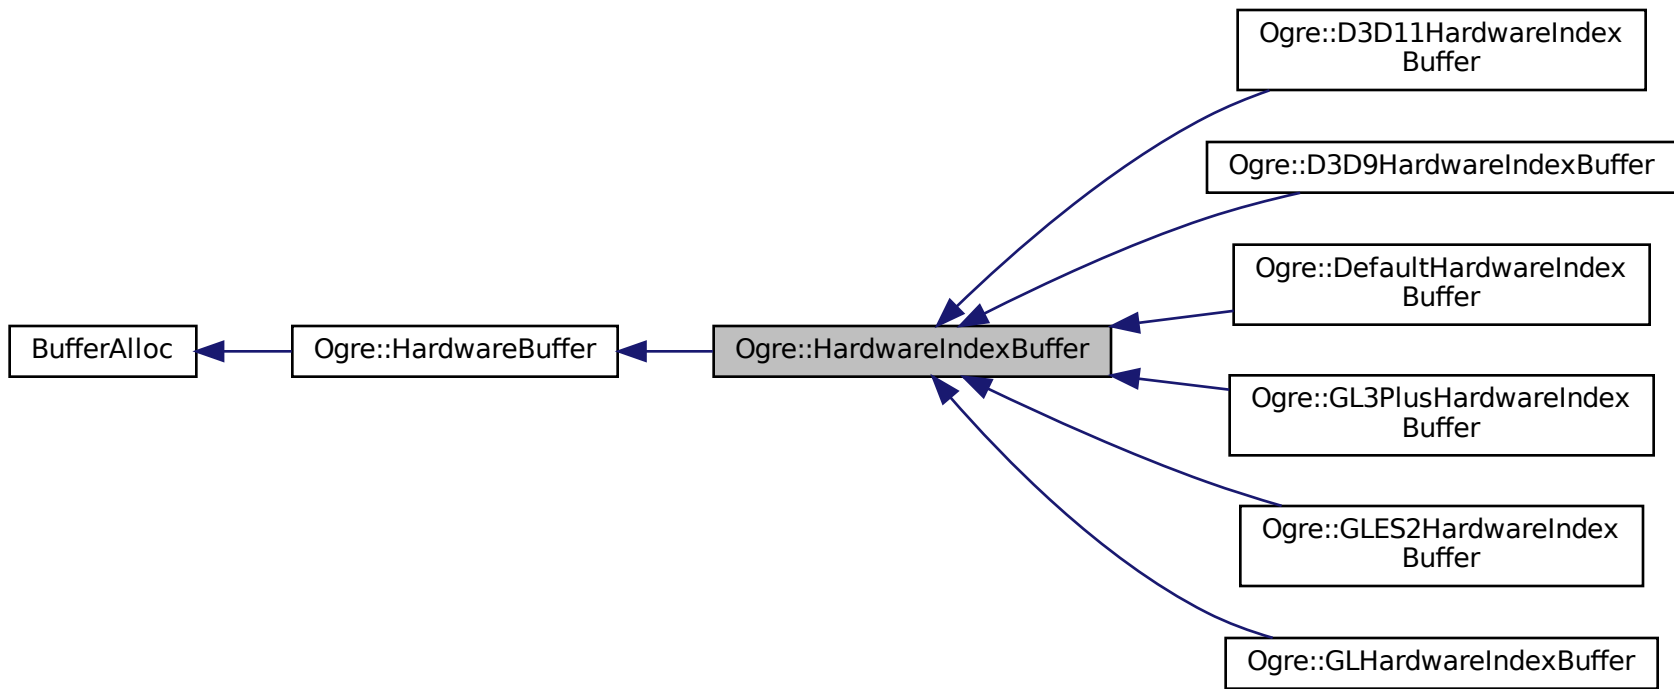 BufferAlloc
Ogre::HardwareBuffer
Ogre::HardwareIndexBuffer
Ogre::D3D11HardwareIndex
Buffer
Ogre::D3D9HardwareIndexBuffer
Ogre::DefaultHardwareIndex
Buffer
Ogre::GL3PlusHardwareIndex
Buffer
Ogre::GLES2HardwareIndex
Buffer
Ogre::GLHardwareIndexBuffer